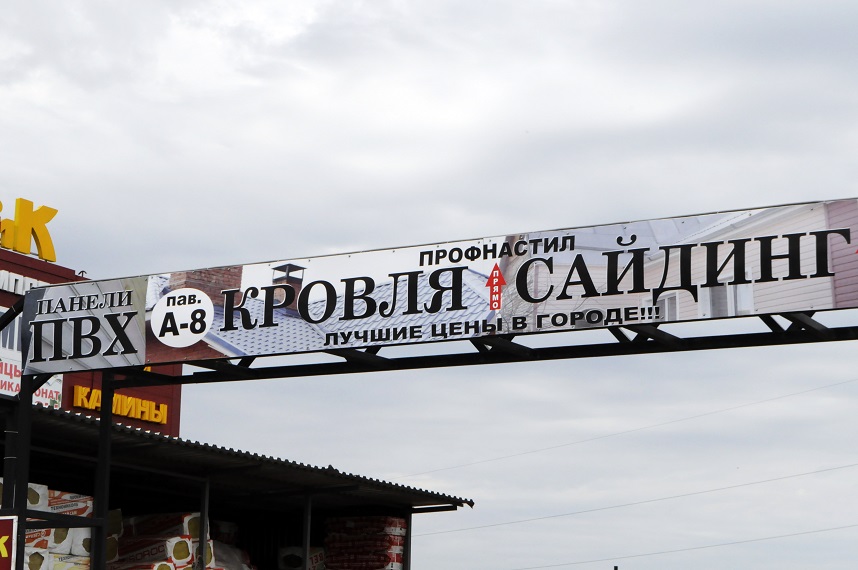 ПРОФНАСТИЛ
ПАНЕЛИ
ПВХ
пав.
А-8
КРОВЛЯ
ПРЯМО
САЙДИНГ
ЛУЧШИЕ ЦЕНЫ В ГОРОДЕ!!!
КАМИНЫ